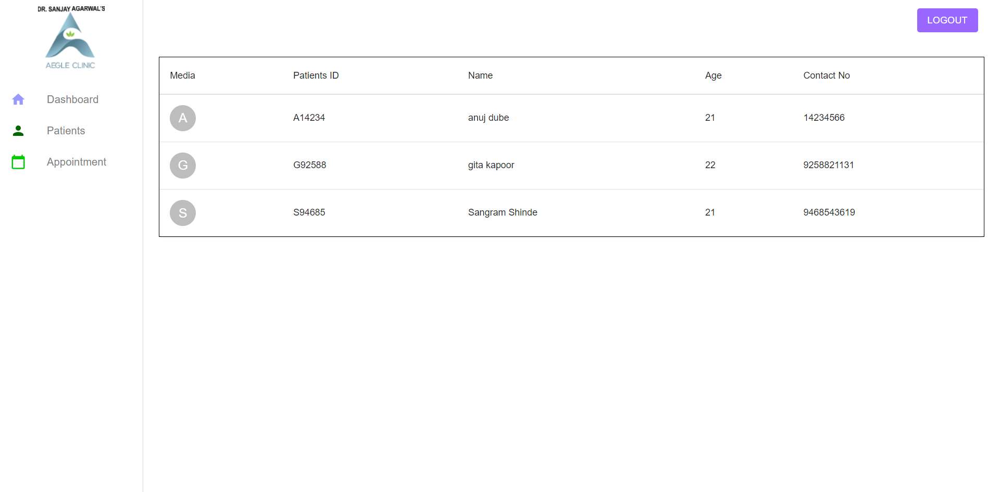 DR. SANJAY AGARWAL'S
AEGLE CLINIC
Dashboard
Patients
Appointment
LOGOUT
Media Patients ID Name Age Contact No
A A14234 anuj dube 21 14234566
G G92588 gita kapoor 22 9258821131
S S94685 Sangram Shinde 21 9468543619